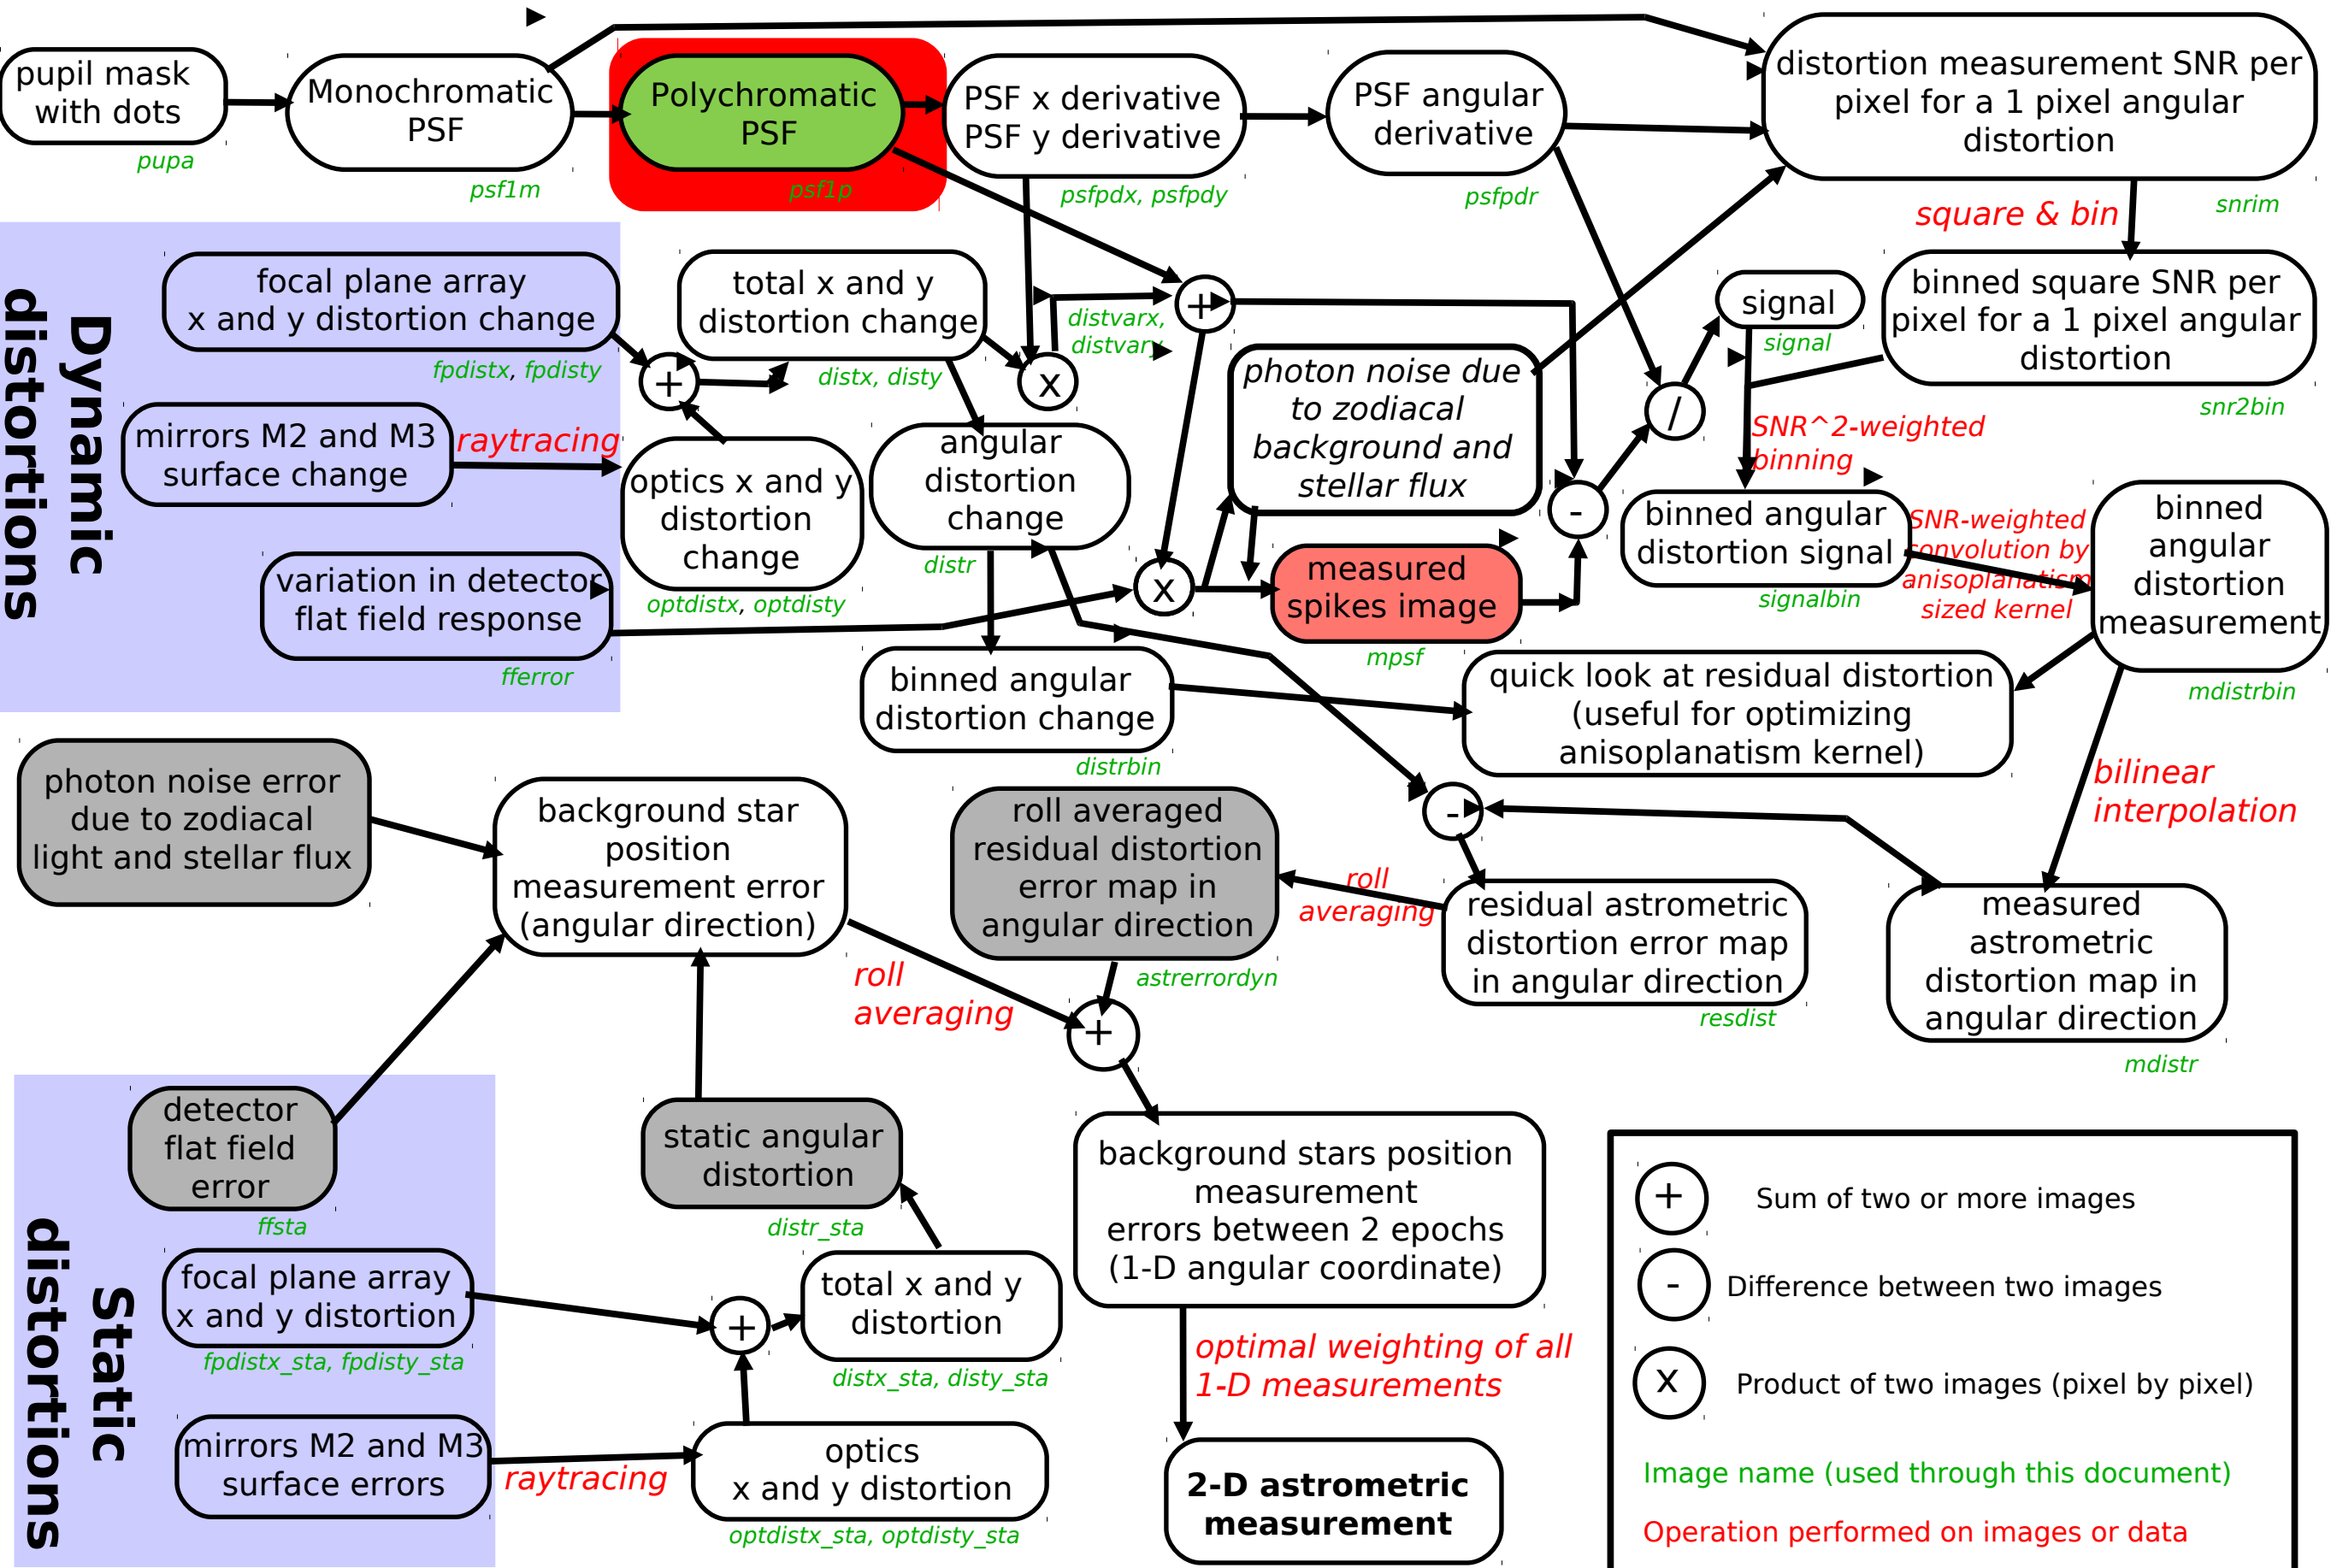 pupil mask
with dots
pupa
Monochromatic
PSF
psf1m
Polychromatic
PSF
psf1p
PSF x derivative
PSF y derivative
psfpdx, psfpdy
PSF angular
derivative
psfpdr
distortion measurement SNR per
pixel for a 1 pixel angular
distortion
snrim
square & bin
Dynamic
distortions
focal plane array
x and y distortion change
fpdistx, fpdisty
mirrors M2 and M3
surface change
raytracing
variation in detector
flat field response
fferror
+
optics x and y
distortion
change
optdistx, optdisty
total x and y
distortion change
distx, disty
x
distvarx,
distvary
+
angular
distortion
change
distr
x
photon noise due
to zodiacal
background and
stellar flux
measured
spikes image
mpsf
-
/
signal
signal
binned square SNR per
pixel for a 1 pixel angular
distortion
snr2bin
SNR^2-weighted
binning
binned angular
distortion signal
signalbin
SNR-weighted
convolution by
anisoplanatism
sized kernel
binned
angular
distortion
measurement
mdistrbin
binned angular
distortion change
distrbin
quick look at residual distortion
(useful for optimizing
anisoplanatism kernel)
bilinear
interpolation
photon noise error
due to zodiacal
light and stellar flux
background star
position
measurement error
(angular direction)
roll
averaging
roll averaged
residual distortion
error map in
angular direction
astrerrordyn
roll
averaging
-
residual astrometric
distortion error map
in angular direction
resdist
measured
astrometric
distortion map in
angular direction
mdistr
+
Static
distortions
detector
flat field
error
ffsta
focal plane array
x and y distortion
fpdistx_sta, fpdisty_sta
mirrors M2 and M3
surface errors
raytracing
static angular
distortion
distr_sta
+
total x and y
distortion
distx_sta, disty_sta
optics
x and y distortion
optdistx_sta, optdisty_sta
background stars position
measurement
errors between 2 epochs
(1-D angular coordinate)
optimal weighting of all
1-D measurements
2-D astrometric
measurement
+ Sum of two or more images
- Difference between two images
x Product of two images (pixel by pixel)
Image name (used through this document)
Operation performed on images or data